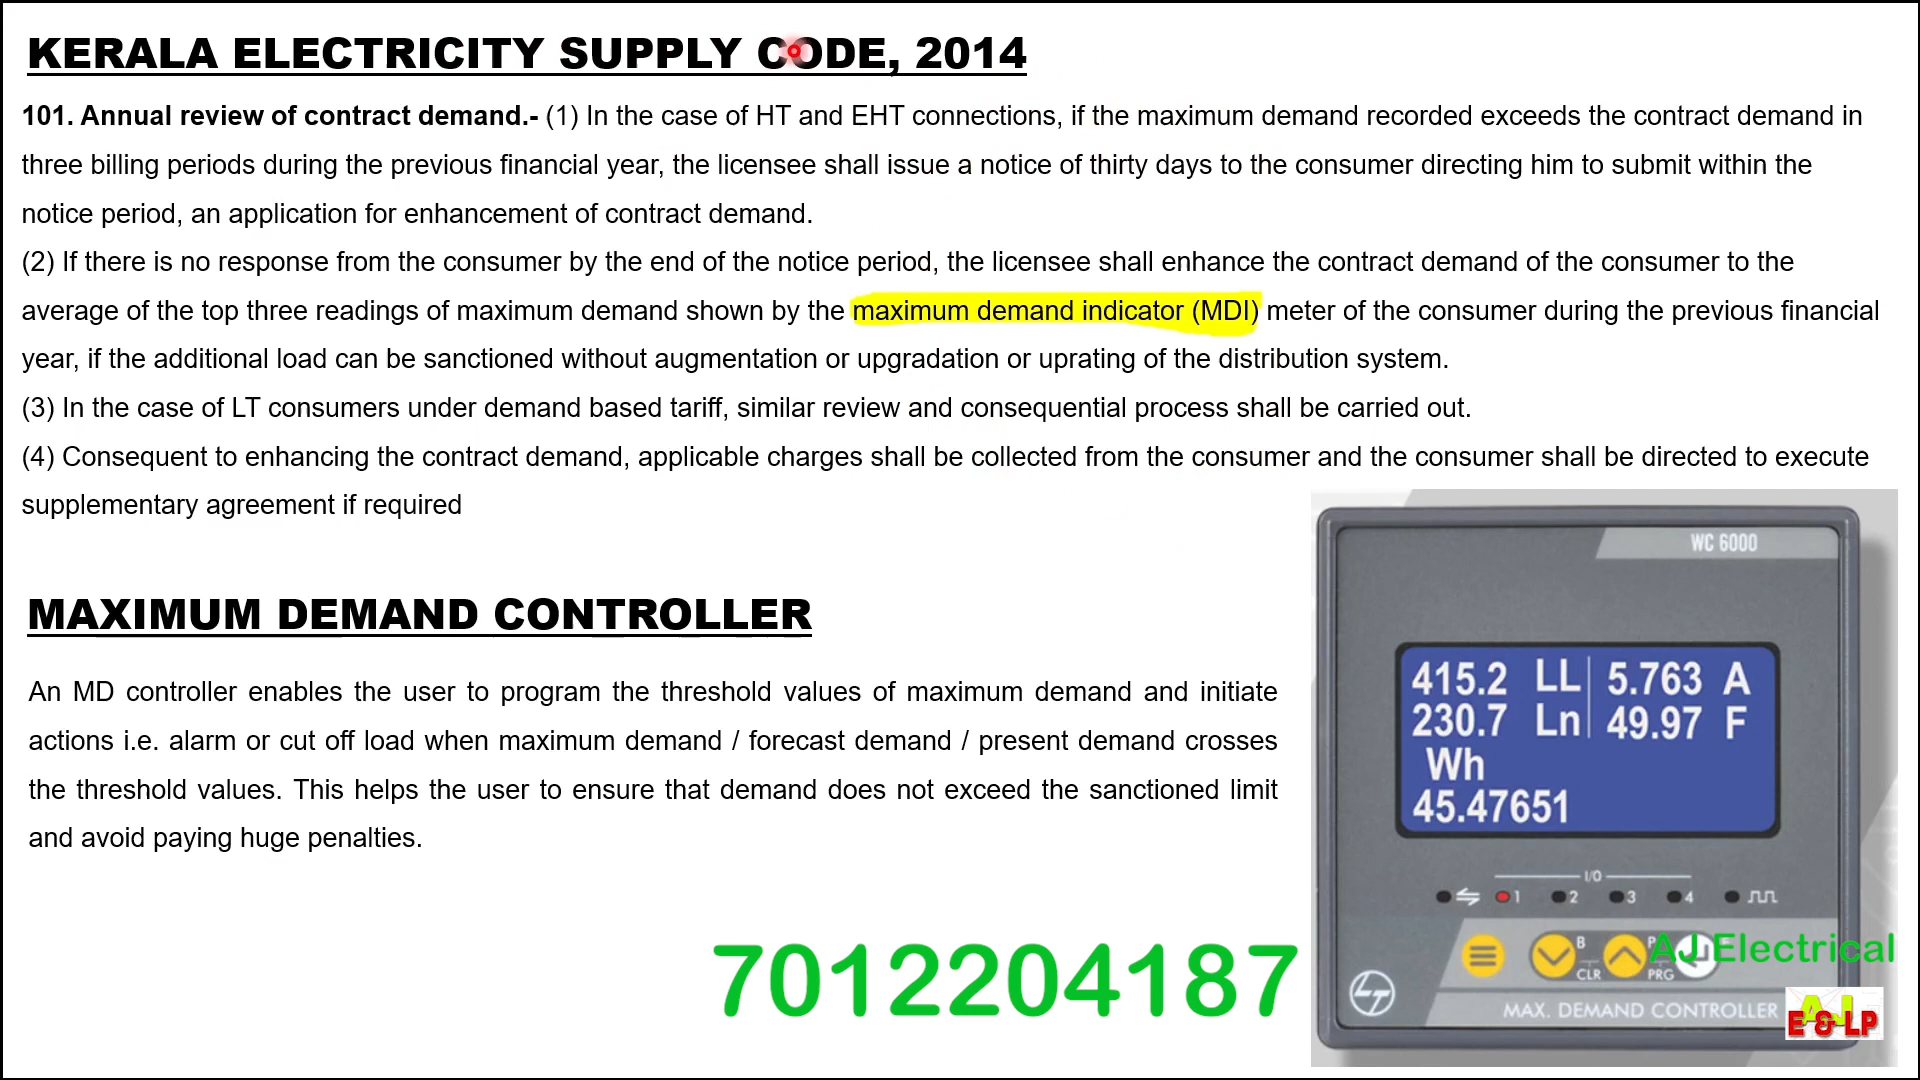 KERALA ELECTRICITY SUPPLY CODE, 2014
101. Annual review of contract demand.- (1) In the case of HT and EHT connections, if the maximum demand recorded exceeds the contract demand in
three billing periods during the previous financial year, the licensee shall issue a notice of thirty days to the consumer directing him to submit within the
notice period, an application for enhancement of contract demand.
(2) If there is no response from the consumer by the end of the notice period, the licensee shall enhance the contract demand of the consumer to the
average of the top three readings of maximum demand shown by the maximum demand indicator (MDI) meter of the consumer during the previous financial
year, if the additional load can be sanctioned without augmentation or upgradation or uprating of the distribution system.
(3) In the case of LT consumers under demand based tariff, similar review and consequential process shall be carried out.
(4) Consequent to enhancing the contract demand, applicable charges shall be collected from the consumer and the consumer shall be directed to execute
supplementary agreement if required
MAXIMUM DEMAND CONTROLLER
An MD controller enables the user to program the threshold values of maximum demand and initiate
actions i.e. alarm or cut off load when maximum demand / forecast demand / present demand crosses
the threshold values. This helps the user to ensure that demand does not exceed the sanctioned limit
and avoid paying huge penalties.
WC 6000
415.2 LL 5.763 A
230.7 Ln 49.97 F
Wh
45.47651
I/O
1 2 3 4
B
CLR PRG
AJ Electrical
LT
MAX. DEMAND CONTROLLER
7012204187
AJ
E & LP